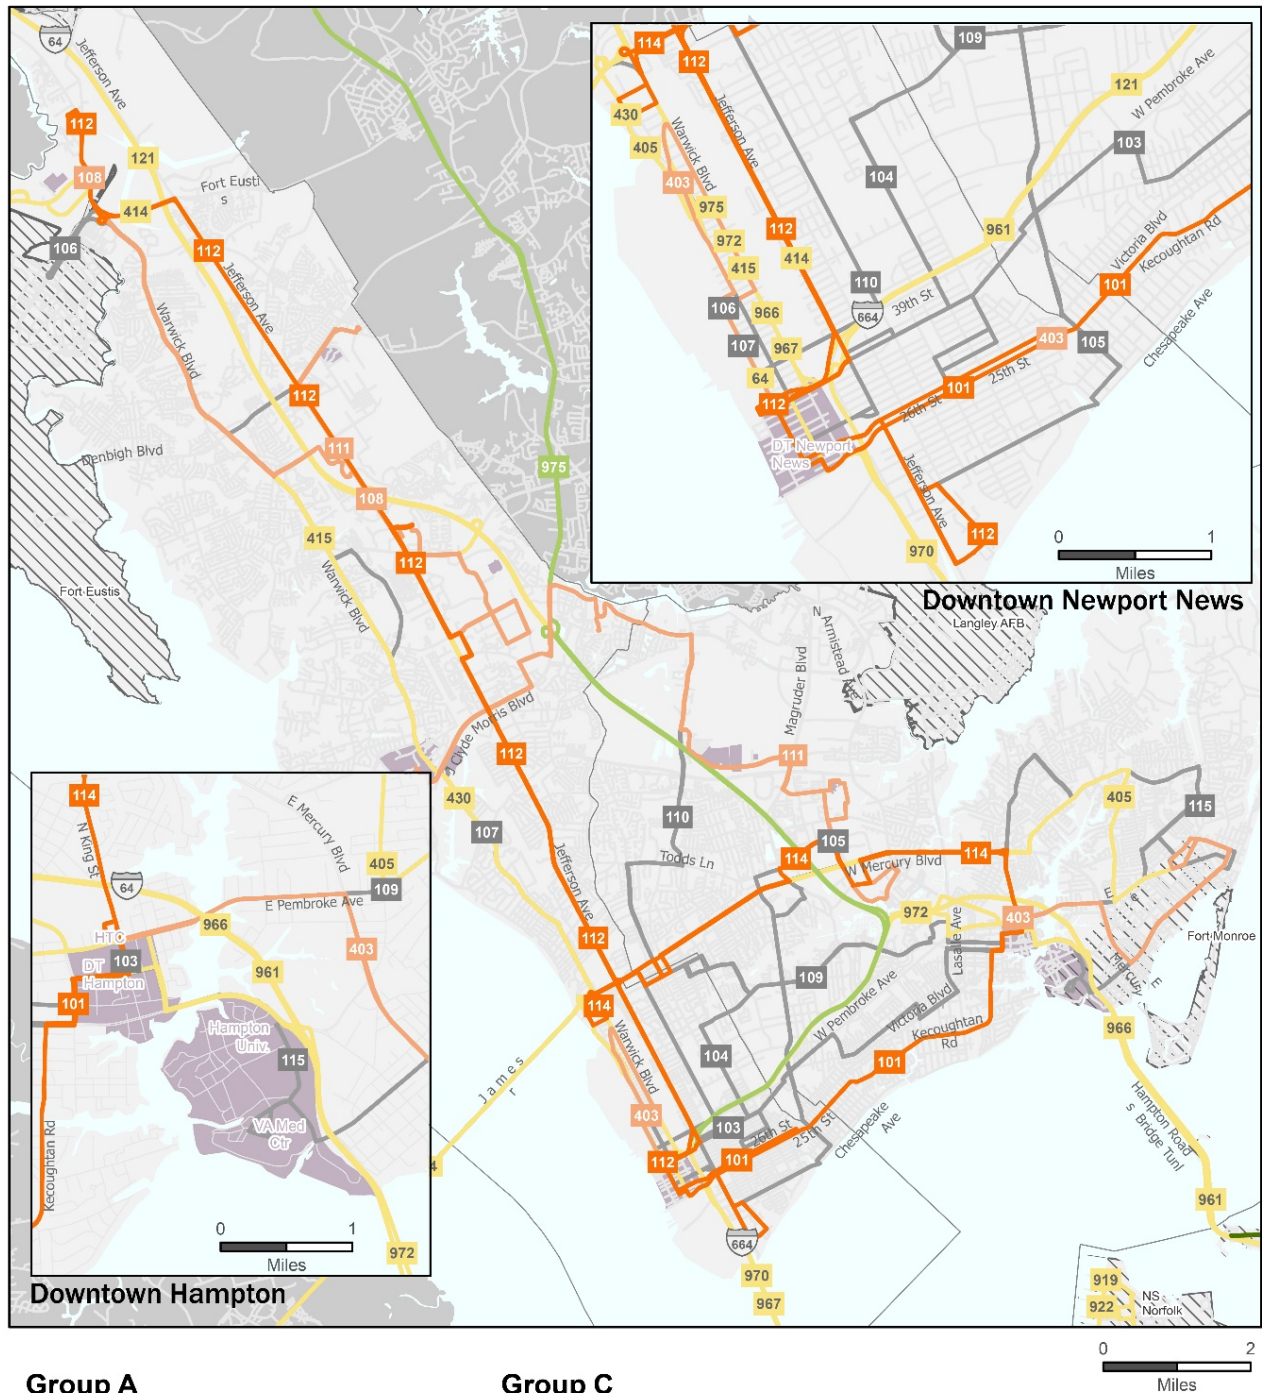 64
Jefferson Ave
112
108
121
414
Fort Eusti
s
106
112
Jefferson Ave
Warwick Blvd
112
Denbigh Blvd
111
108
975
415
112
Warwick Blvd
Fort Eustis
J Clyde Morris Blvd
112
430
107
114
112
Jefferson Ave
109
121
W Pembroke Ave
430
405
Warwick Blvd
103
403
104
975
112
972
414
961
Victoria Blvd
Kecoughtan Rd
415
110
101
106
966
664
39th St
Chesapeake Ave
107
967
403
105
64
25th St
112
101
26th St
DT Newport
News
Jefferson Ave
112
970
0
1
Miles
Downtown Newport News
Langley AFB
N Armistead Ave
Magruder Blvd
111
110
105
Todds Ln
114
W Mercury Blvd
114
405
115
Jefferson Ave
972
Lasalle Ave
403
E
e
Fort Monroe
112
109
Mercury
E
114
W Pembroke Ave
Victoria Blvd
Kecoughtan
Rd
966
Warwick Blvd
104
101
James
r
403
103
26th St
25th St
Chesapeake
Ave
Hampton Road
s Bridge Tunl
112
101
4
961
664
970
967
919
922
NS
Norfolk
114
N King St
E Mercury Blvd
64
405
109
E Pembroke Ave
966
HTC
103
403
DT
Hampton
961
101
Hampton
Univ.
115
VA Med
Ctr
Kecoughtan Rd
0
1
Miles
972
Downtown Hampton
0
2
Miles
Group A
Group C